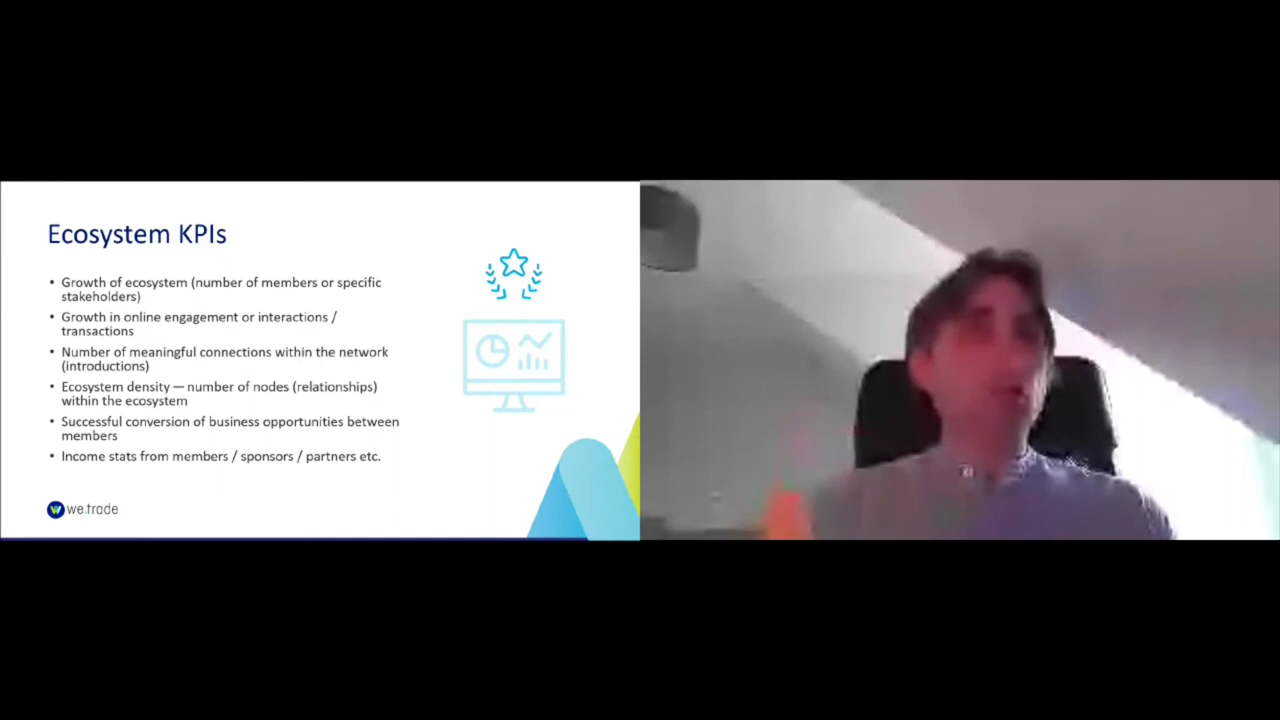 Ecosystem KPIs
• Growth of ecosystem (number of members or specific
stakeholders)
• Growth in online engagement or interactions /
transactions
• Number of meaningful connections within the network
(introductions)
• Ecosystem density — number of nodes (relationships)
within the ecosystem
• Successful conversion of business opportunities between
members
• Income stats from members / sponsors / partners etc.
we.trade